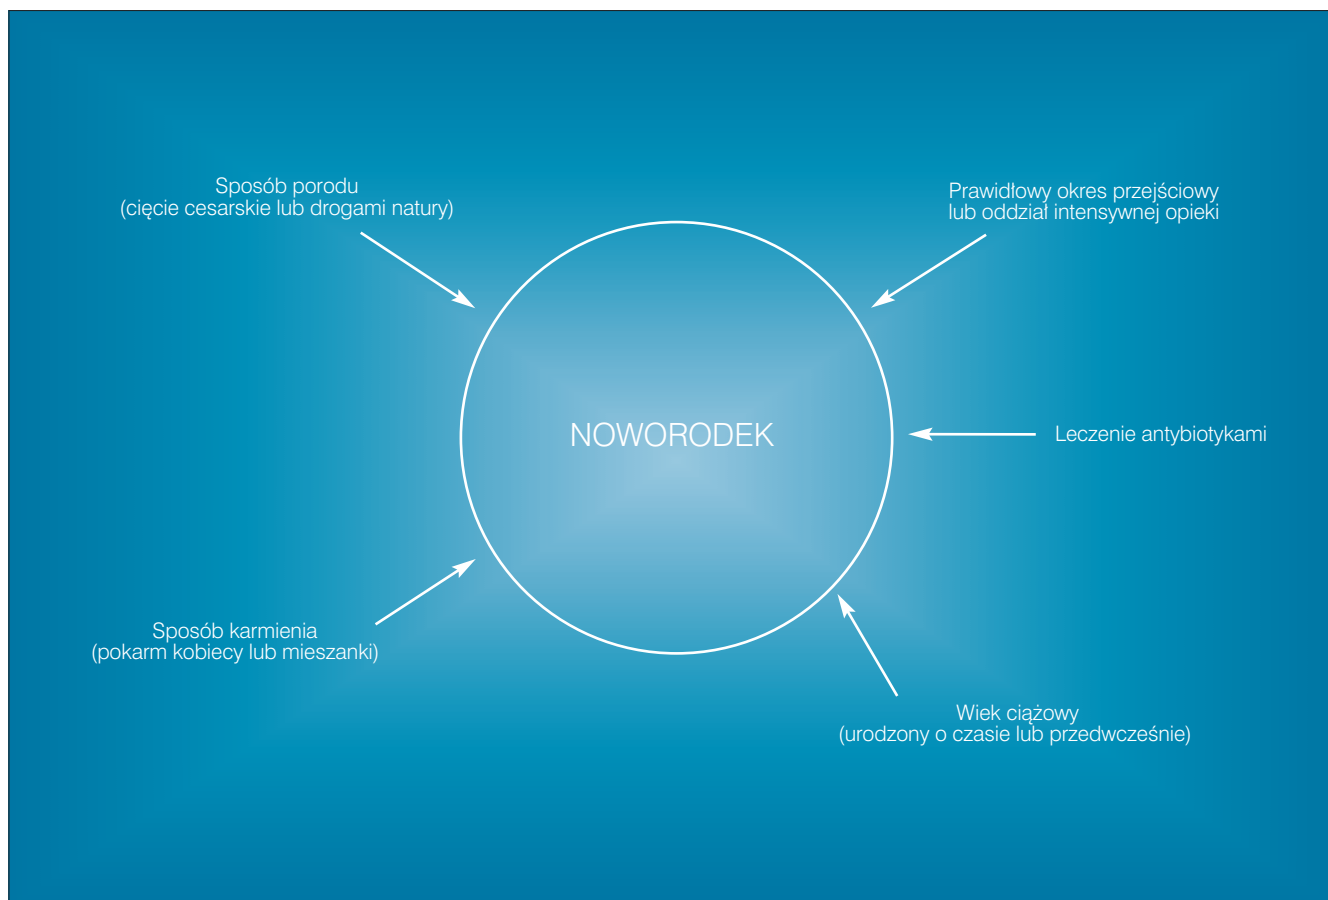 Sposób porodu
(cięcie cesarskie lub drogami natury)
Prawidłowy okres przejściowy
lub oddział intensywnej opieki
NOWORODEK
Leczenie antybiotykami
Sposób karmienia
(pokarm kobiecy lub mieszanki)
Wiek ciążowy
(urodzony o czasie lub przedwcześnie)